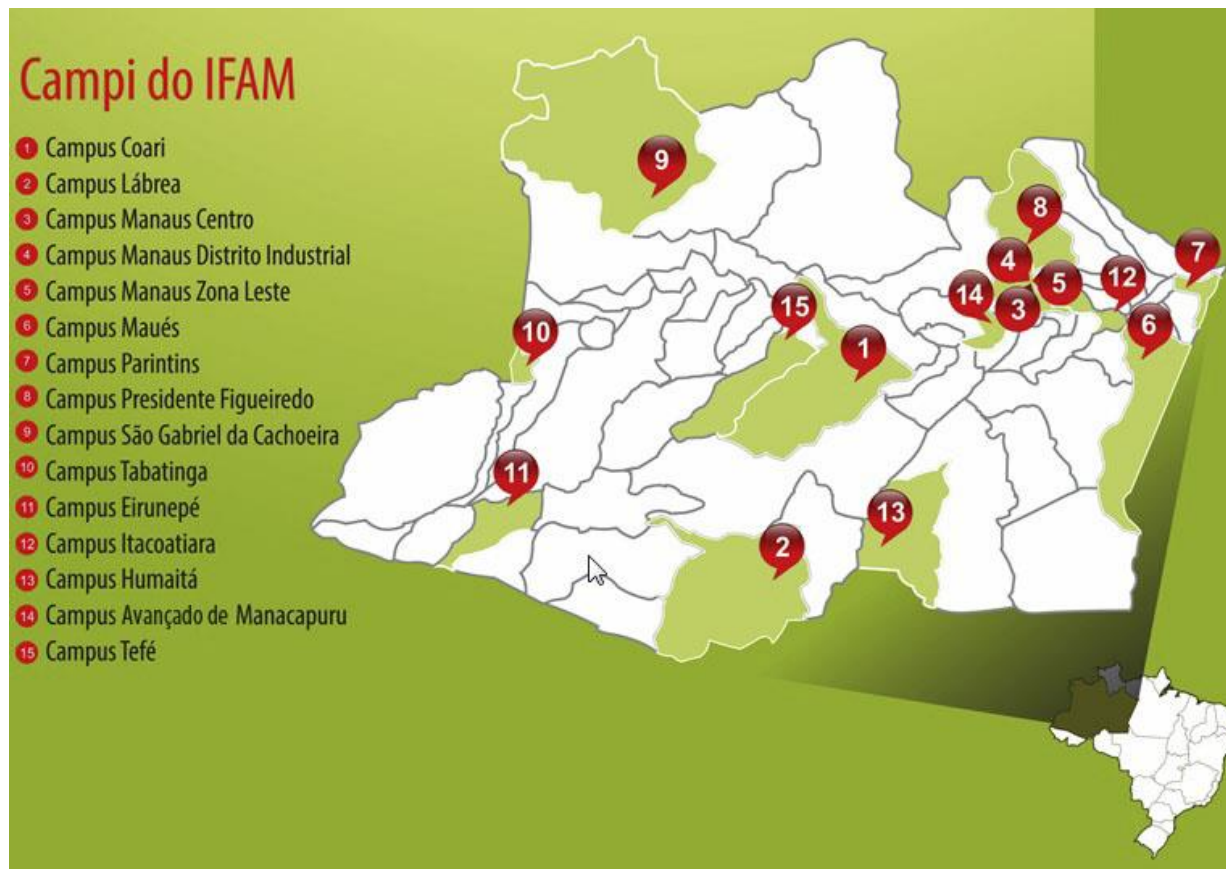 Campi do IFAM
1 Campus Coari
2 Campus Lábrea
3 Campus Manaus Centro
4 Campus Manaus Distrito Industrial
5 Campus Manaus Zona Leste
6 Campus Maués
7 Campus Parintins
8 Campus Presidente Figueiredo
9 Campus São Gabriel da Cachoeira
10 Campus Tabatinga
11 Campus Eirunepé
12 Campus Itacoatiara
13 Campus Humaitá
14 Campus Avançado de Manacapuru
15 Campus Tefé
9
8
7
4
5
12
14
3
6
15
10
1
11
13
2